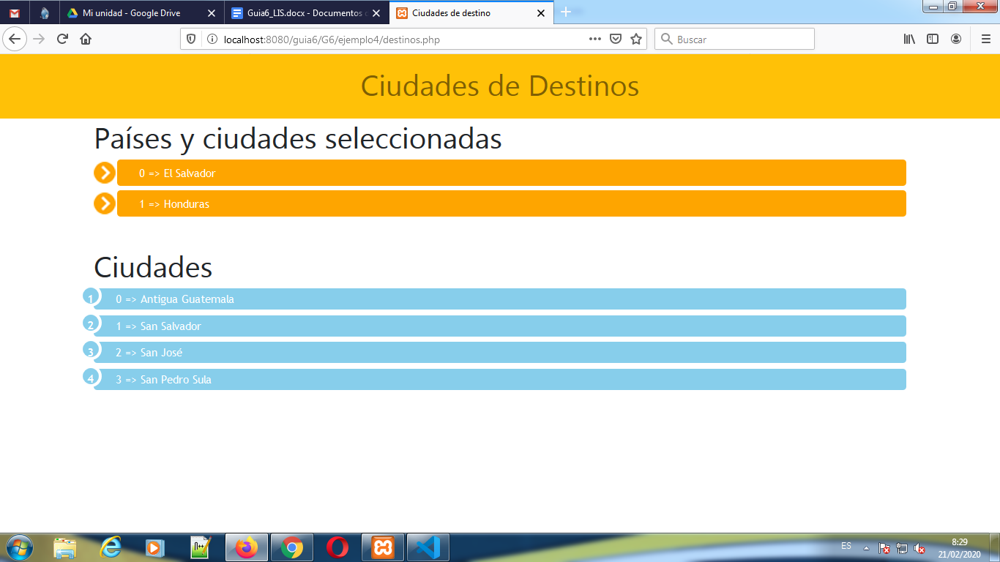 Mi unidad - Google Drive
Guia6_LIS.docx - Documentos
Ciudades de destino
localhost:8080/guia6/G6/ejemplo4/destinos.php
Buscar
Ciudades de Destinos
Países y ciudades seleccionadas
0 => El Salvador
1 => Honduras
Ciudades
1 0 => Antigua Guatemala
2 1 => San Salvador
3 2 => San José
4 3 => San Pedro Sula
ES
8:29
21/02/2020